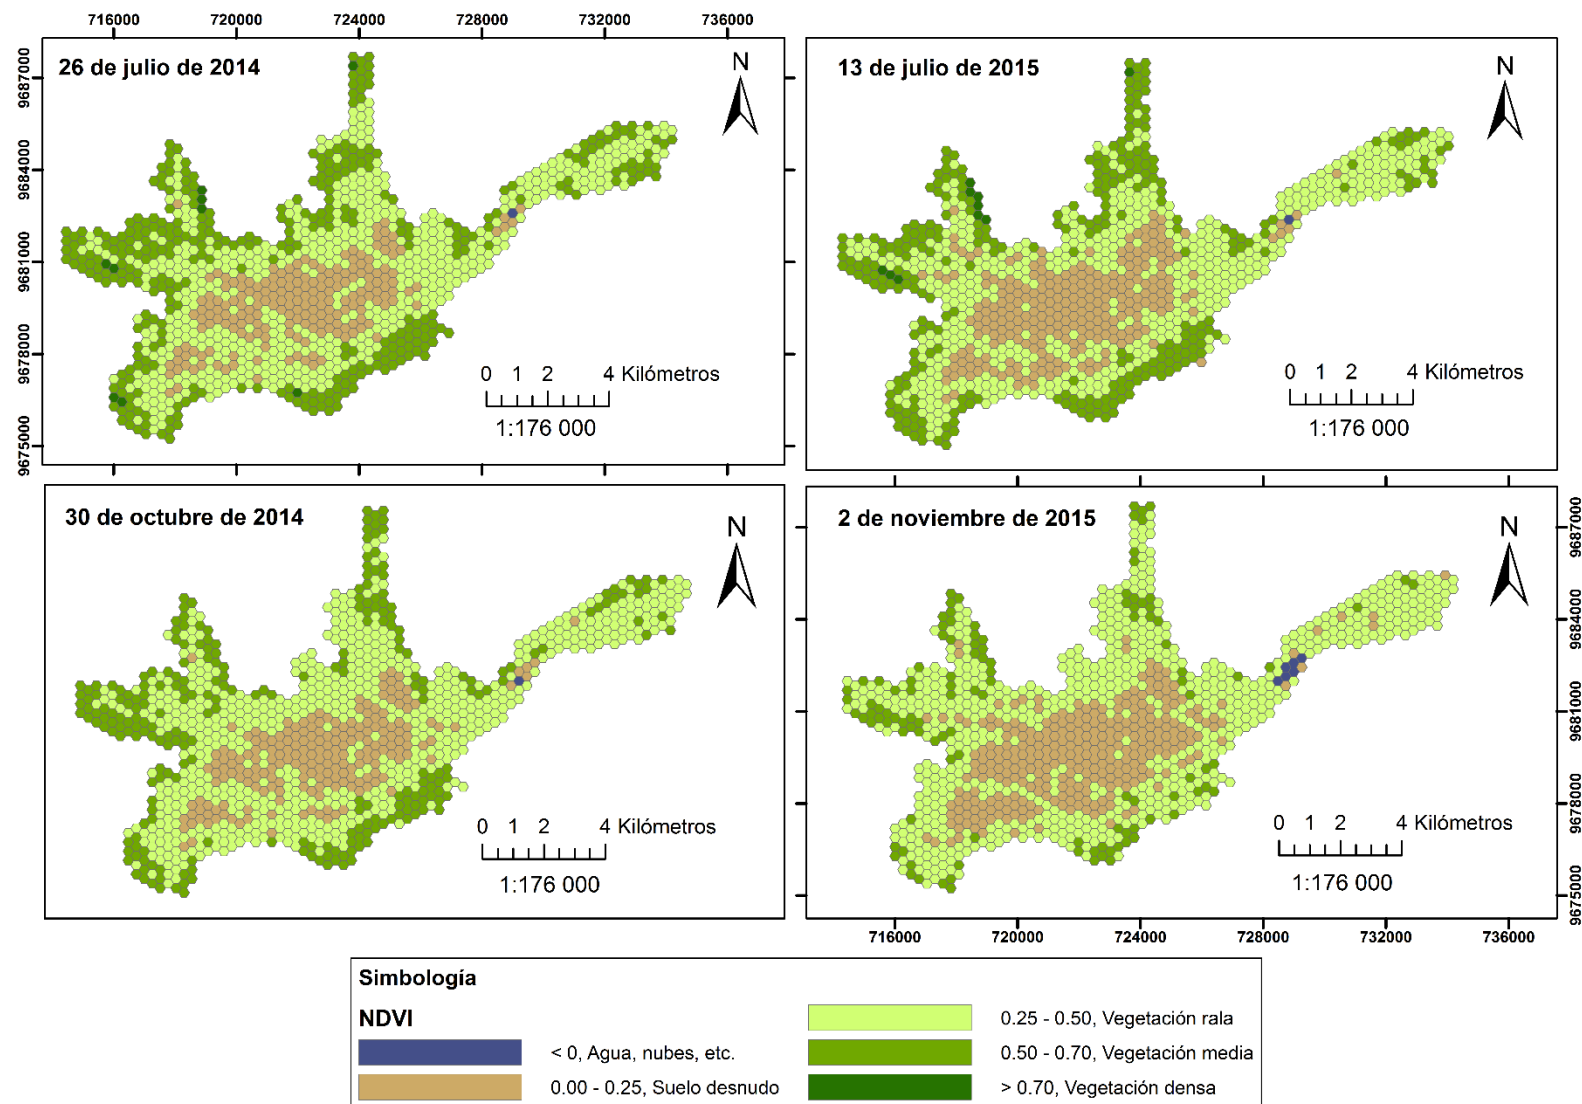 716000 720000 724000 728000 732000 736000
26 de julio de 2014
N
9687000
9684000
9681000
9678000
9675000
0 1 2 4 Kilómetros
1:176 000
13 de julio de 2015
N
0 1 2 4 Kilómetros
1:176 000
30 de octubre de 2014
N
0 1 2 4 Kilómetros
1:176 000
2 de noviembre de 2015
N
9687000
9684000
9681000
9678000
9675000
0 1 2 4 Kilómetros
1:176 000
716000 720000 724000 728000 732000 736000
Simbología
NDVI
< 0, Agua, nubes, etc.
0.00 - 0.25, Suelo desnudo
0.25 - 0.50, Vegetación rala
0.50 - 0.70, Vegetación media
> 0.70, Vegetación densa